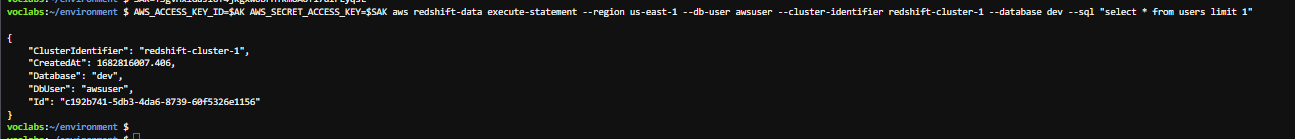 voclabs:~/environment $ AWS_ACCESS_KEY_ID=$AK AWS_SECRET_ACCESS_KEY=$SAK aws redshift-data execute-statement --region us-east-1 --db-user awsuser --cluster-identifier redshift-cluster-1 --database dev --sql "select * from users limit 1"
{
    "ClusterIdentifier": "redshift-cluster-1",
    "CreatedAt": 1682816007.406,
    "Database": "dev",
    "DbUser": "awsuser",
    "Id": "c192b741-5db3-4da6-8739-60f5326e1156"
}
voclabs:~/environment $
voclabs:~/environment $